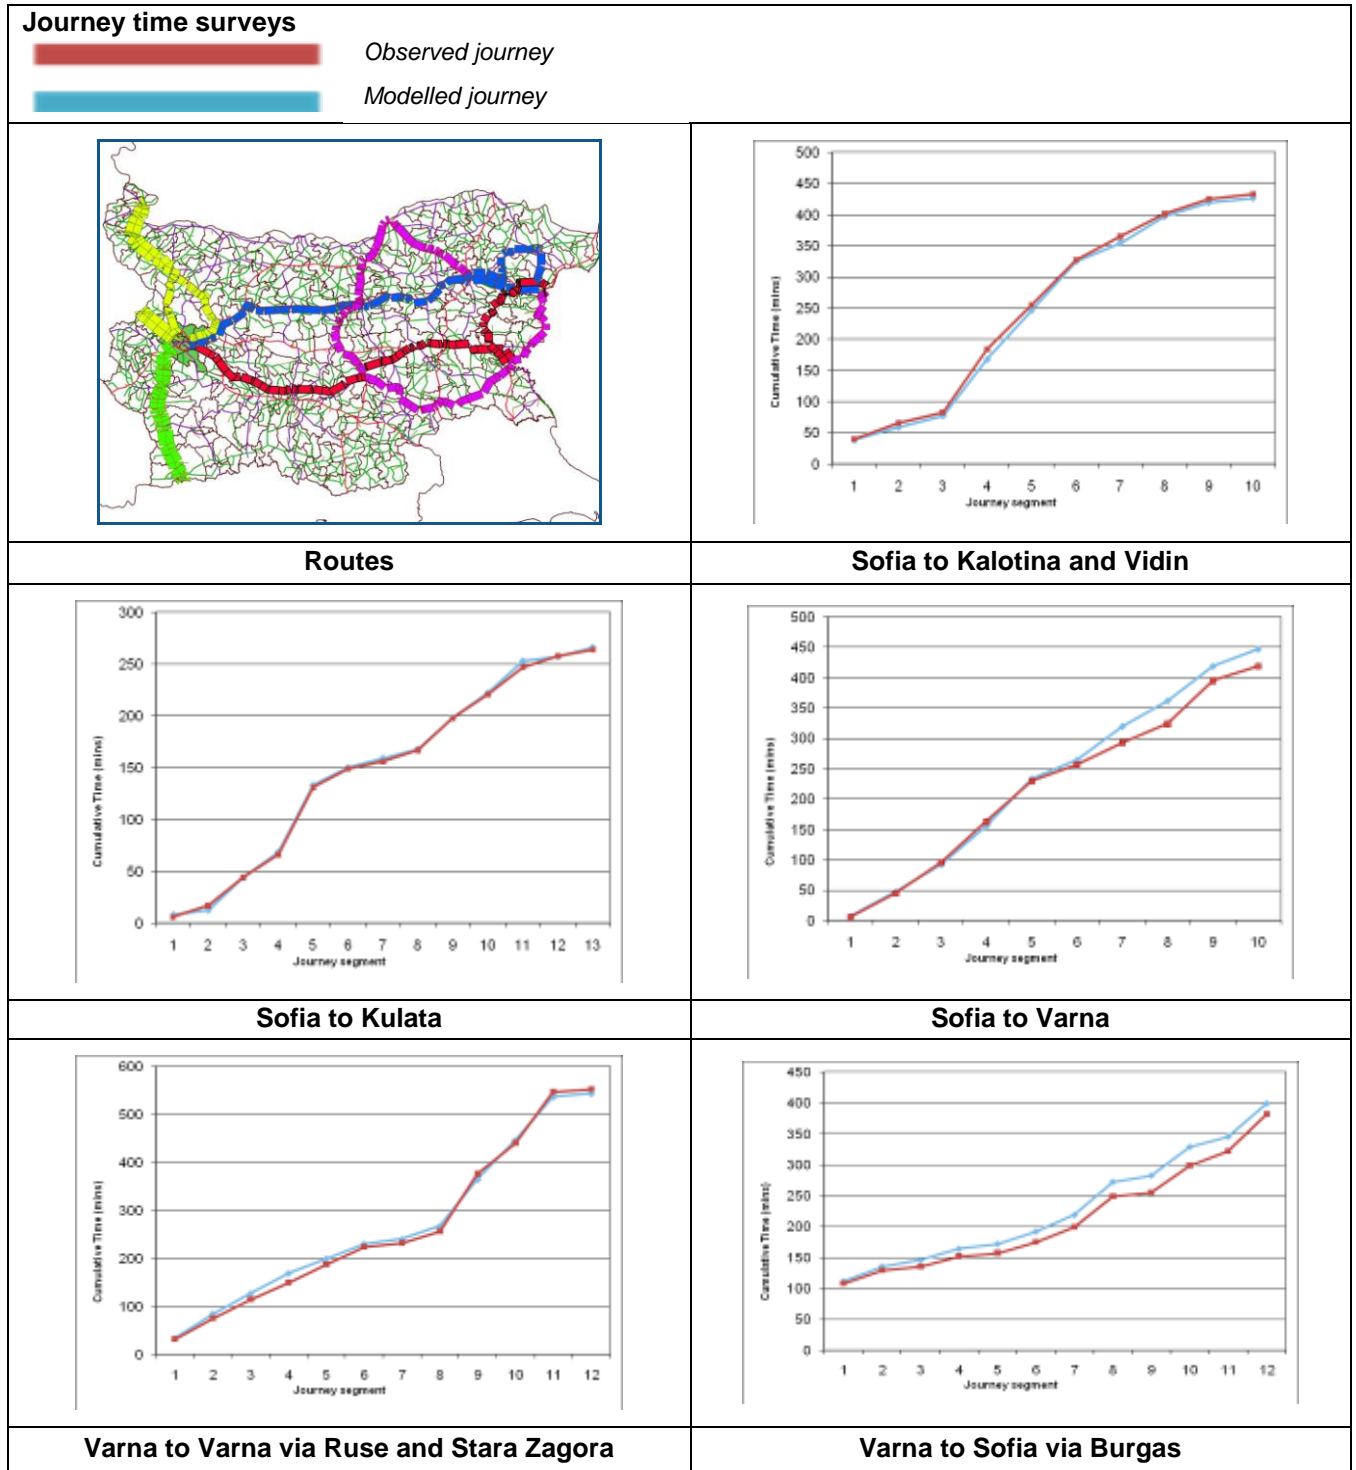 Journey time surveys
Observed journey
Modelled journey
500
450
400
350
300
250
200
150
100
50
0
Cumulative Time (mins)
1 2 3 4 5 6 7 8 9 10
Journey segment
Routes
Sofia to Kalotina and Vidin
300
250
200
150
100
50
0
Cumulative Time (mins)
1 2 3 4 5 6 7 8 9 10 11 12 13
Journey segment
500
450
400
350
300
250
200
150
100
50
0
Cumulative Time (mins)
1 2 3 4 5 6 7 8 9 10
Journey segment
Sofia to Kulata
Sofia to Varna
600
500
400
300
200
100
0
Cumulative Time (mins)
1 2 3 4 5 6 7 8 9 10 11 12
Journey segment
450
400
350
300
250
200
150
100
50
0
Cumulative Time (mins)
1 2 3 4 5 6 7 8 9 10 11 12
Journey segment
Varna to Varna via Ruse and Stara Zagora
Varna to Sofia via Burgas